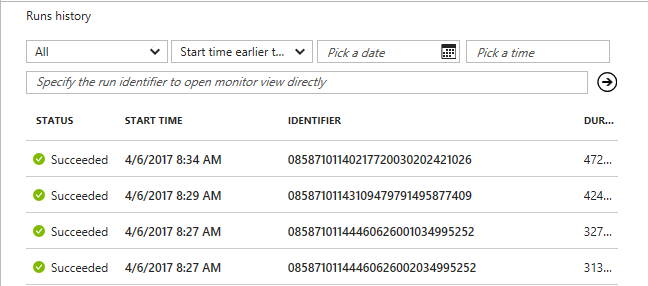 Runs history
All Start time earlier t... Pick a date Pick a time
Specify the run identifier to open monitor view directly
STATUS START TIME IDENTIFIER DUR...
Succeeded 4/6/2017 8:34 AM 08587101140217720030202421026 472...
Succeeded 4/6/2017 8:29 AM 08587101143109479791495877409 424...
Succeeded 4/6/2017 8:27 AM 08587101144460626001034995252 327...
Succeeded 4/6/2017 8:27 AM 08587101144460626002034995252 313...